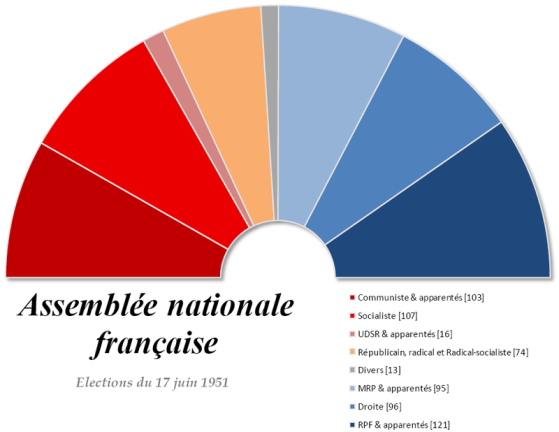 Assemblée nationale
française
Elections du 17 juin 1951
Communiste & apparentés [103]
Socialiste [107]
UDSR & apparentés [16]
Républicain, radical et Radical-socialiste [74]
Divers [13]
MRP & apparentés [95]
Droite [96]
RPF & apparentés [121]